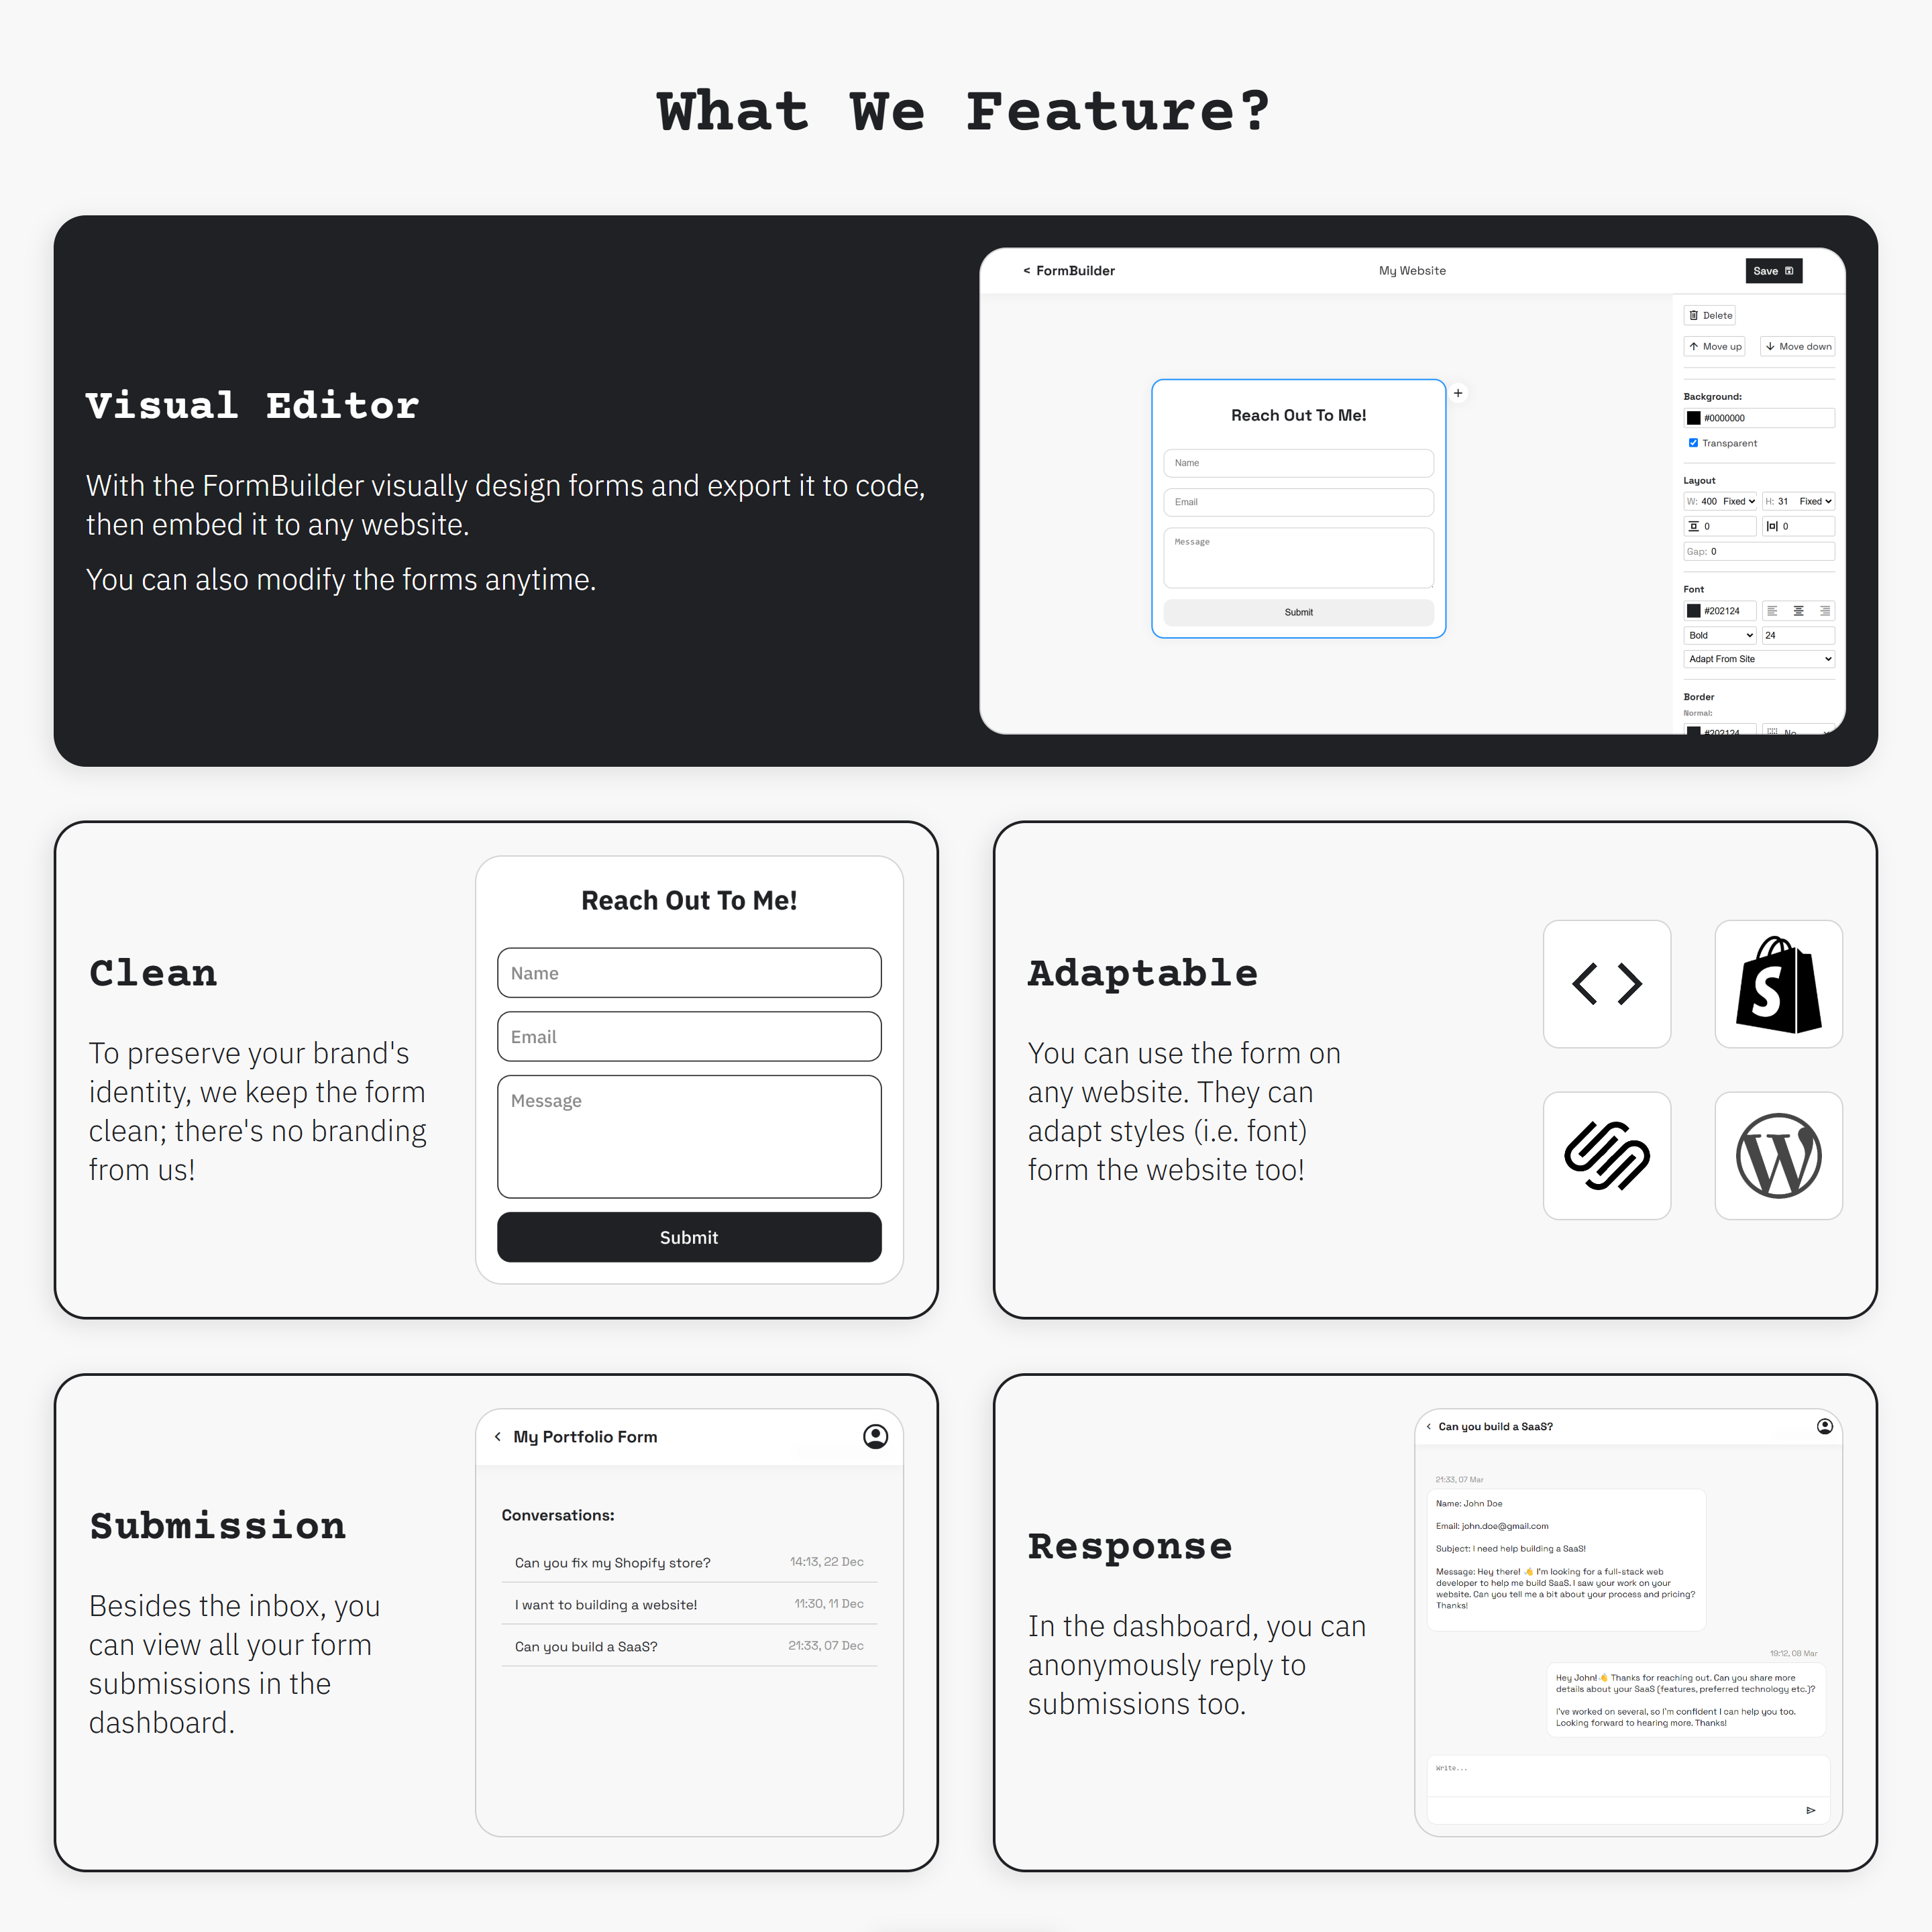 What We Feature?
Visual Editor
With the FormBuilder visually design forms and export it to code,
then embed it to any website.
You can also modify the forms anytime.
< FormBuilder
My Website
Save
Delete
Move up
Move down
Reach Out To Me!
Name
Email
Message
Submit
Background:
#0000000
Transparent
Layout
W: 400 Fixed
H: 31 Fixed
0
0
Gap: 0
Font
#202124
Bold
24
Adapt From Site
Border
Normal:
#202124
No
Clean
To preserve your brand's
identity, we keep the form
clean; there's no branding
from us!
Reach Out To Me!
Name
Email
Message
Submit
Adaptable
You can use the form on
any website. They can
adapt styles (i.e. font)
form the website too!
Submission
Besides the inbox, you
can view all your form
submissions in the
dashboard.
< My Portfolio Form
Conversations:
Can you fix my Shopify store? 14:13, 22 Dec
I want to building a website! 11:30, 11 Dec
Can you build a SaaS? 21:33, 07 Dec
Response
In the dashboard, you can
anonymously reply to
submissions too.
< Can you build a SaaS?
21:33, 07 Mar
Name: John Doe
Email: john.doe@gmail.com
Subject: I need help building a SaaS!
Message: Hey there! 👋 I'm looking for a full-stack web
developer to help me build SaaS. I saw your work on your
website. Can you tell me a bit about your process and pricing?
Thanks!
19:12, 08 Mar
Hey John!👋 Thanks for reaching out. Can you share more
details about your SaaS (features, preferred technology etc.)?
I've worked on several, so I'm confident I can help you too.
Looking forward to hearing more. Thanks!
Write...